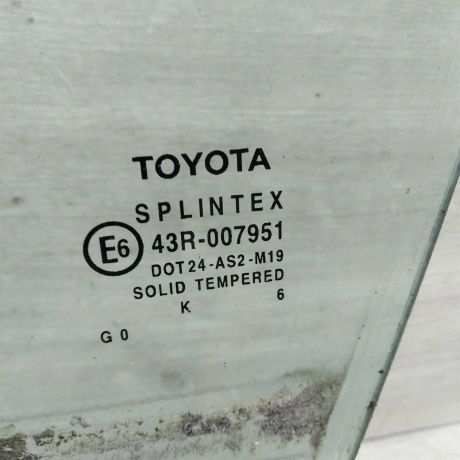 TOYOTA
SPLINTEX
E6 43R-007951
DOT24-AS2-M19
SOLID TEMPERED
K 6
G0